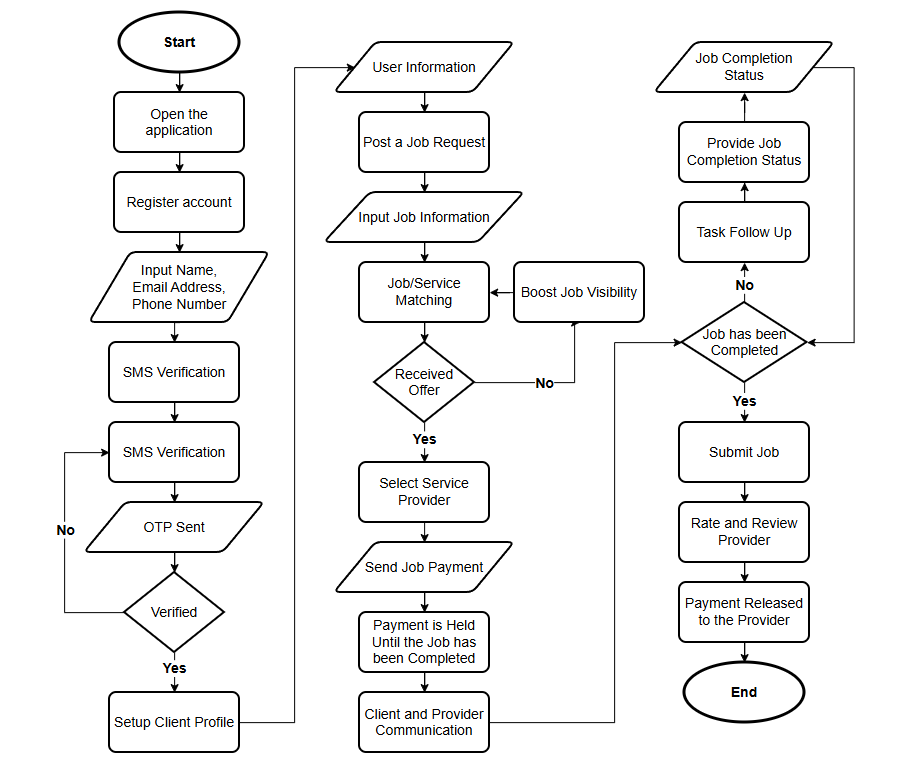 Start
Open the
application
Register account
Input Name,
Email Address,
Phone Number
SMS Verification
SMS Verification
OTP Sent
No
Verified
Yes
Setup Client Profile
User Information
Post a Job Request
Input Job Information
Job/Service
Matching
Boost Job Visibility
Received
Offer
No
Yes
Select Service
Provider
Send Job Payment
Payment is Held
Until the Job has
been Completed
Client and Provider
Communication
Job Completion
Status
Provide Job
Completion Status
Task Follow Up
No
Job has been
Completed
Yes
Submit Job
Rate and Review
Provider
Payment Released
to the Provider
End